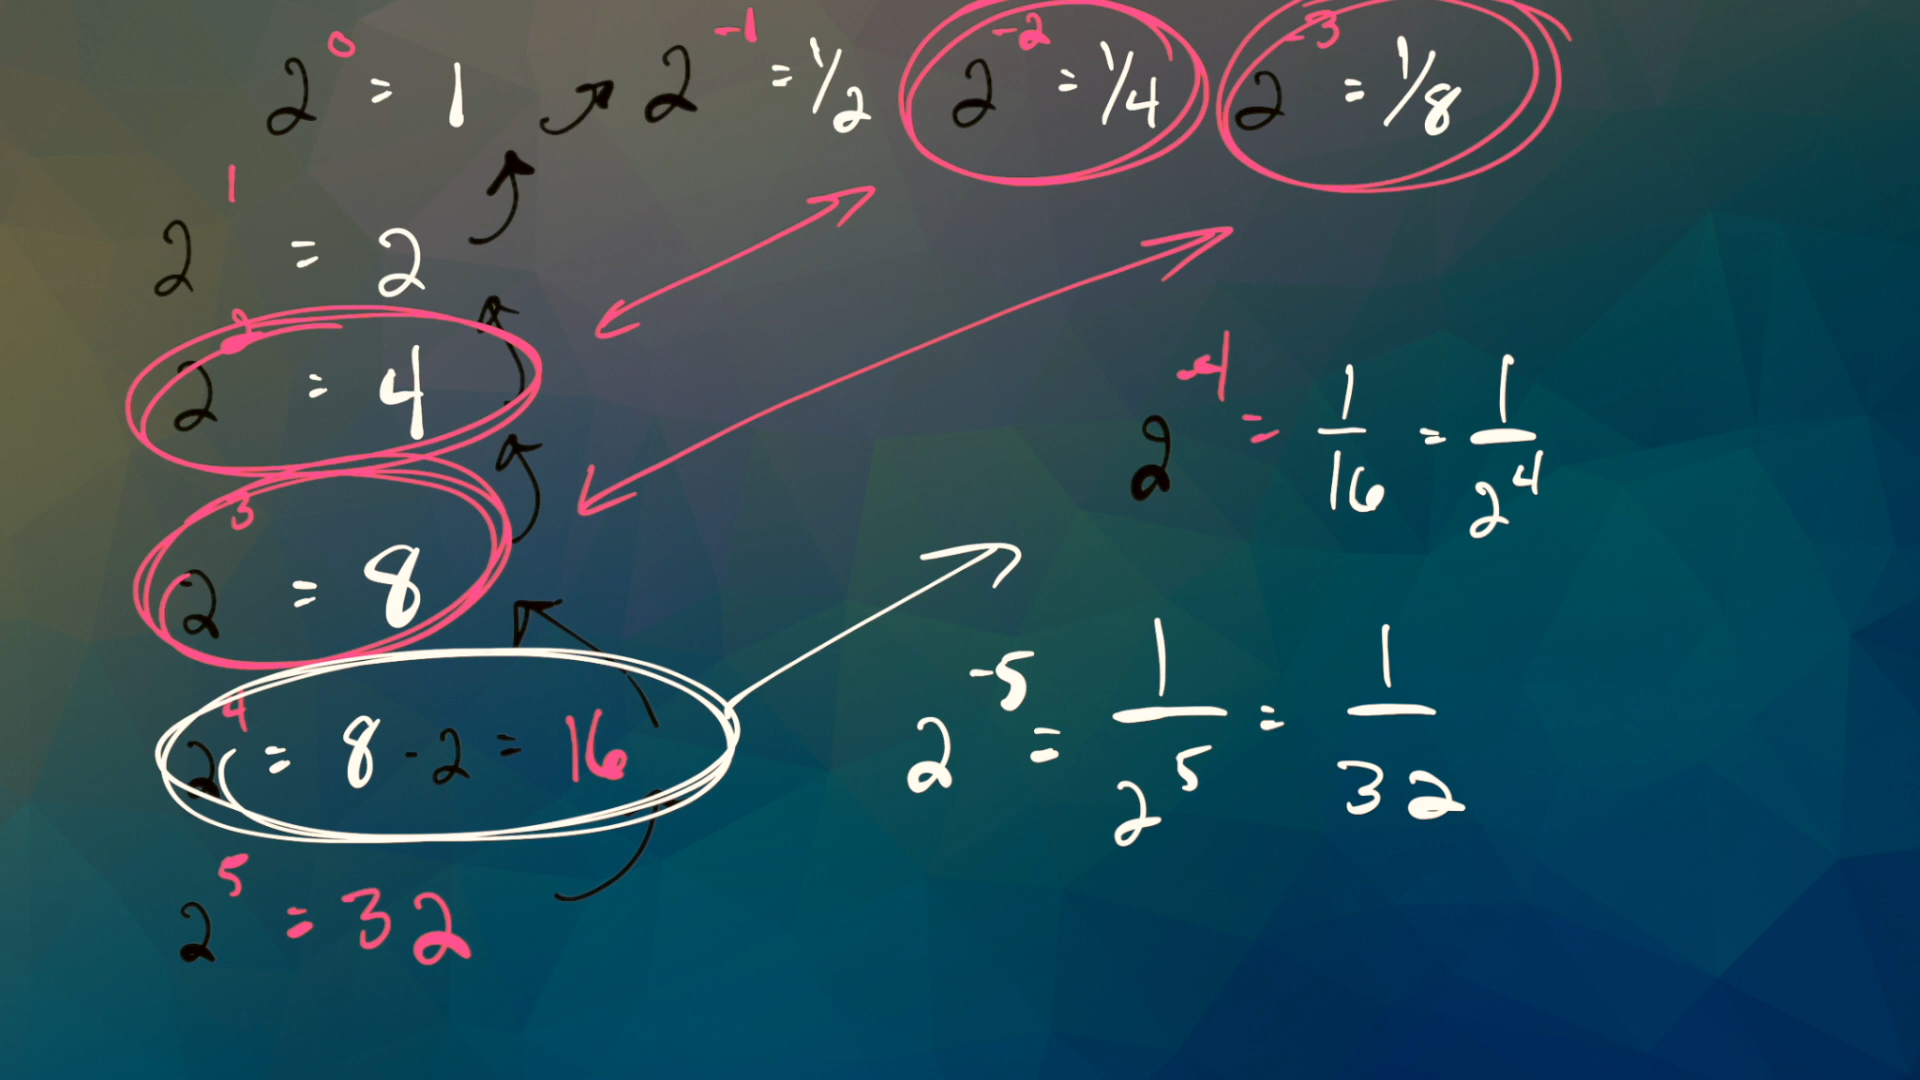 2^0 = 1 2^-1 = 1/2 2^-2 = 1/4 2^-3 = 1/8
2^1 = 2
2^2 = 4
2^-4 = 1/16 = 1/2^4
2^3 = 8
2^4 = 8 · 2 = 16
2^-5 = 1/2^5 = 1/32
2^5 = 32